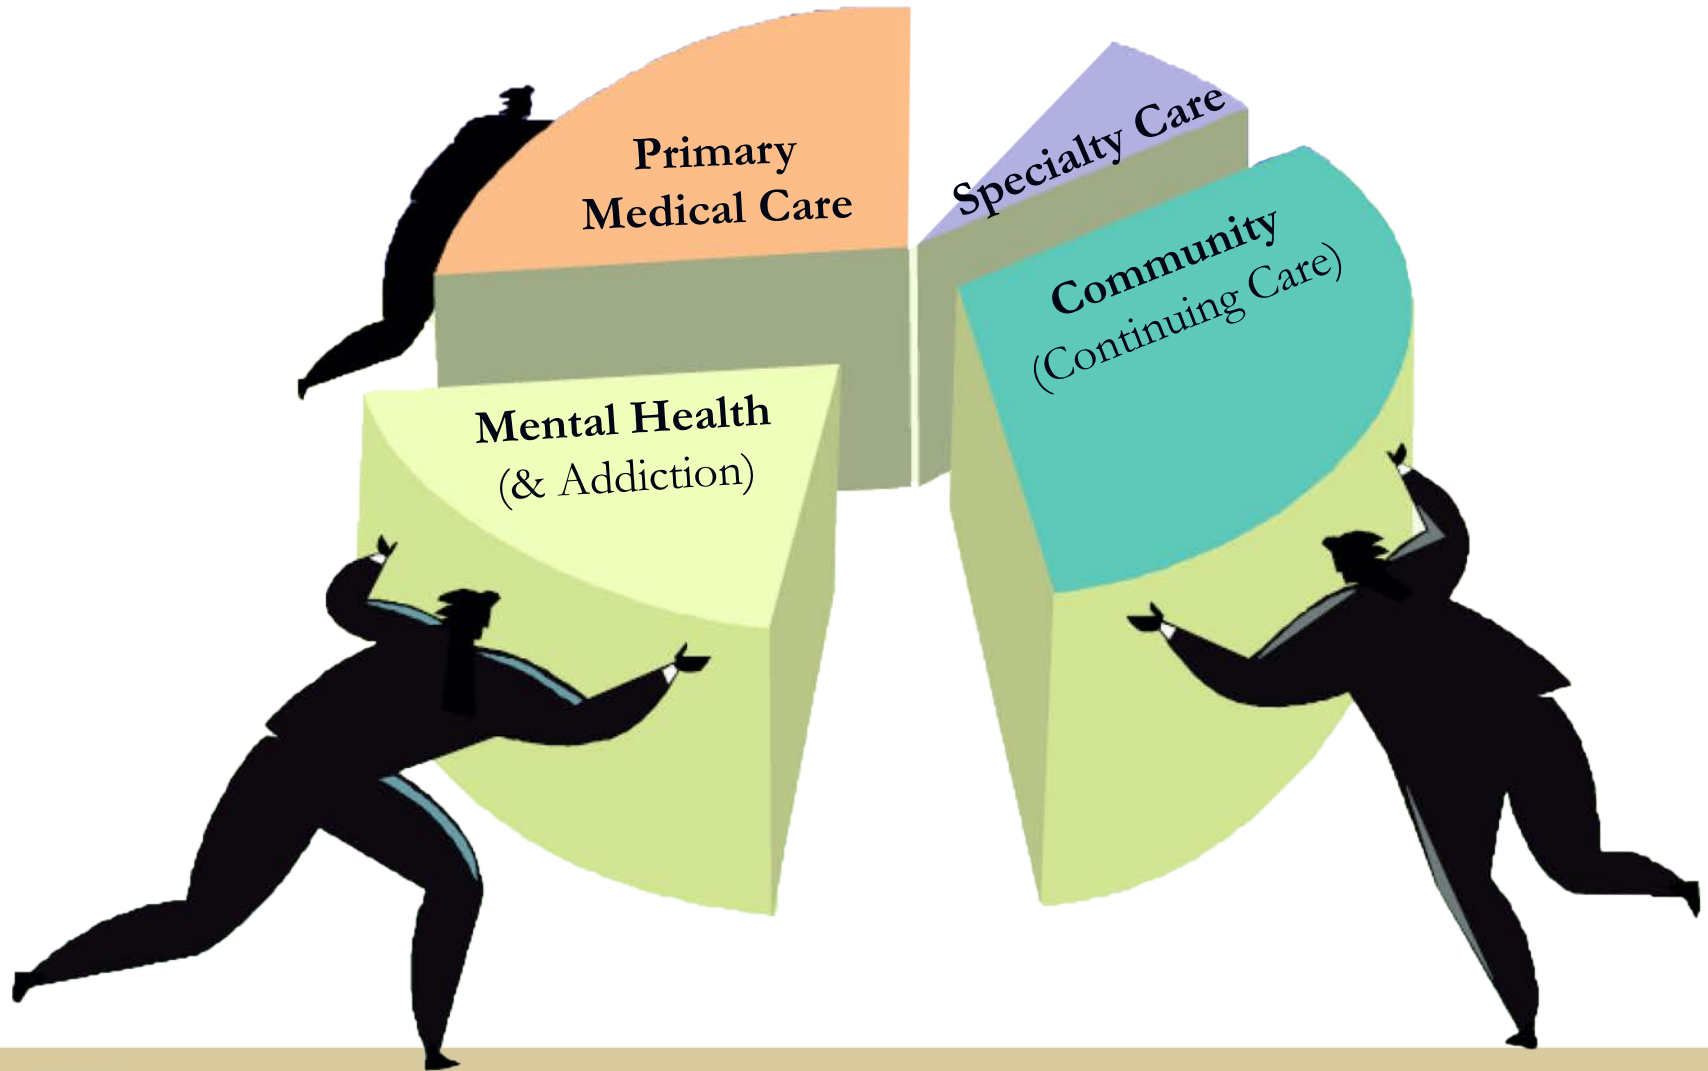 Primary
Medical Care
Specialty Care
Community
(Continuing Care)
Mental Health
(& Addiction)